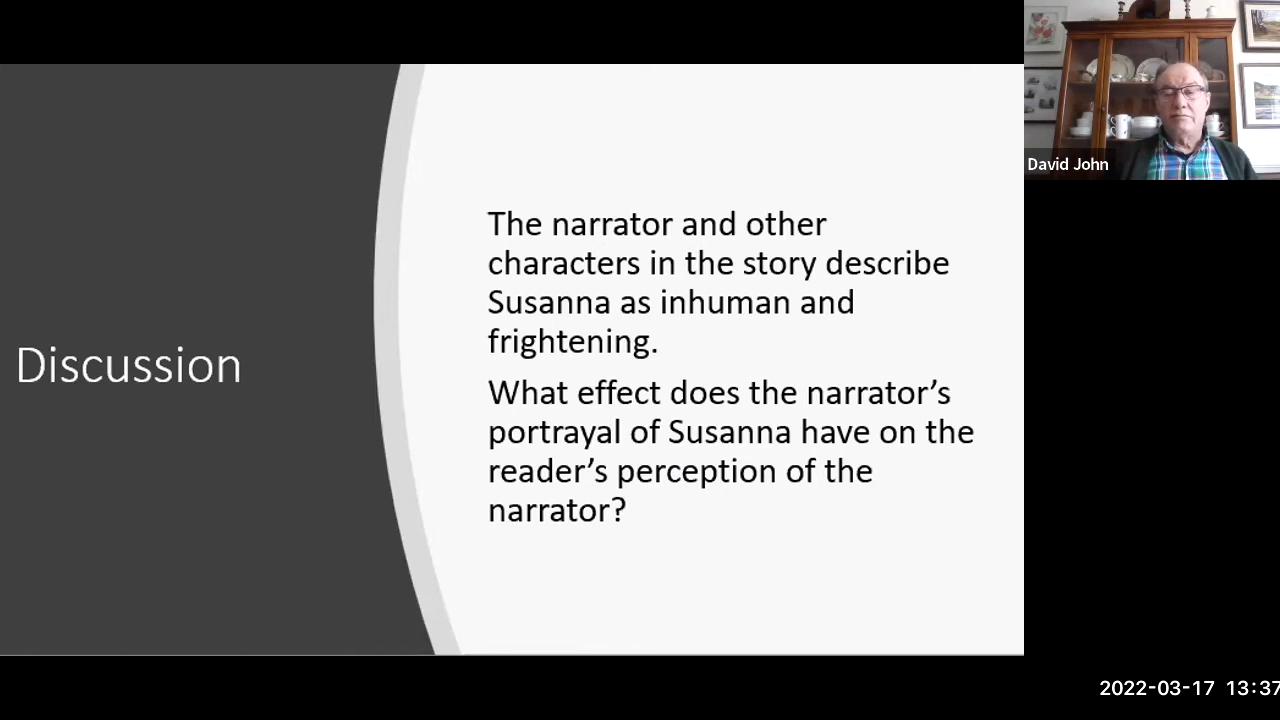 Discussion
The narrator and other
characters in the story describe
Susanna as inhuman and
frightening.
What effect does the narrator’s
portrayal of Susanna have on the
reader’s perception of the
narrator?
David John
2022-03-17 13:37